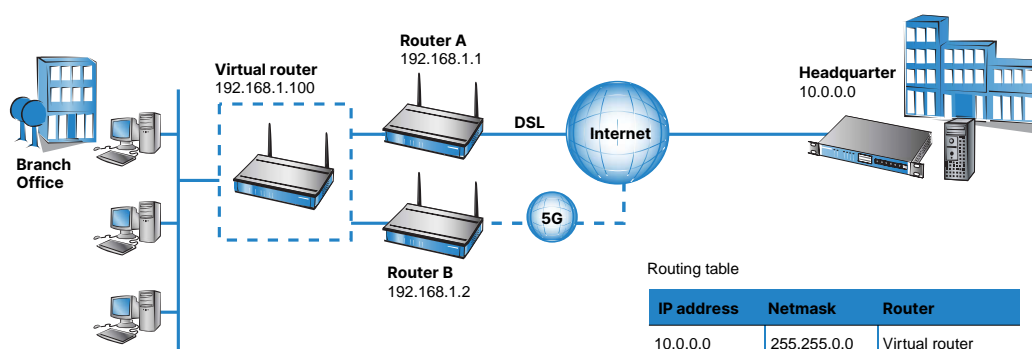 Router A
192.168.1.1
Virtual router
192.168.1.100
Headquarter
10.0.0.0
DSL
Internet
Branch
Office
5G
Router B
192.168.1.2
Routing table
IP address Netmask Router
10.0.0.0 255.255.0.0 Virtual router